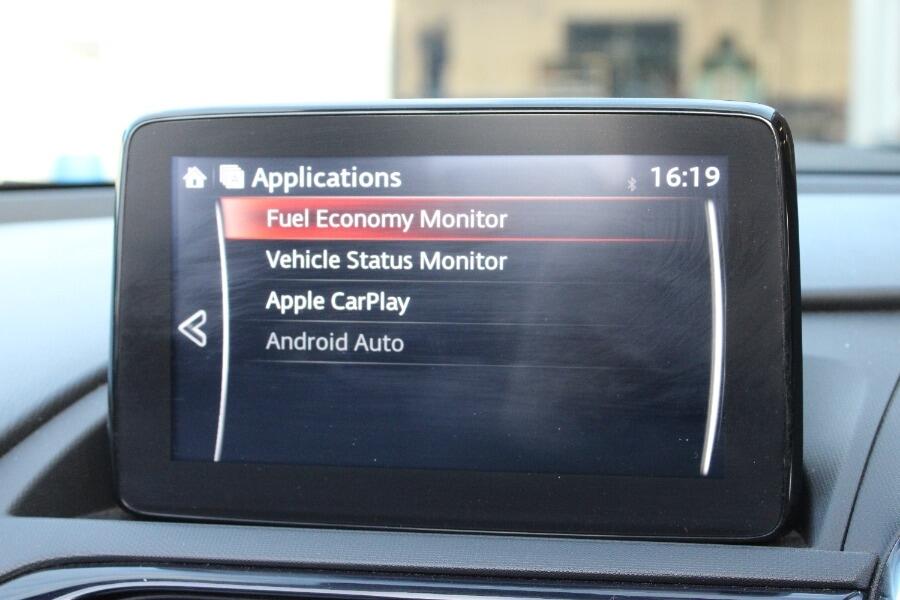 Applications 16:19
Fuel Economy Monitor
Vehicle Status Monitor
Apple CarPlay
Android Auto